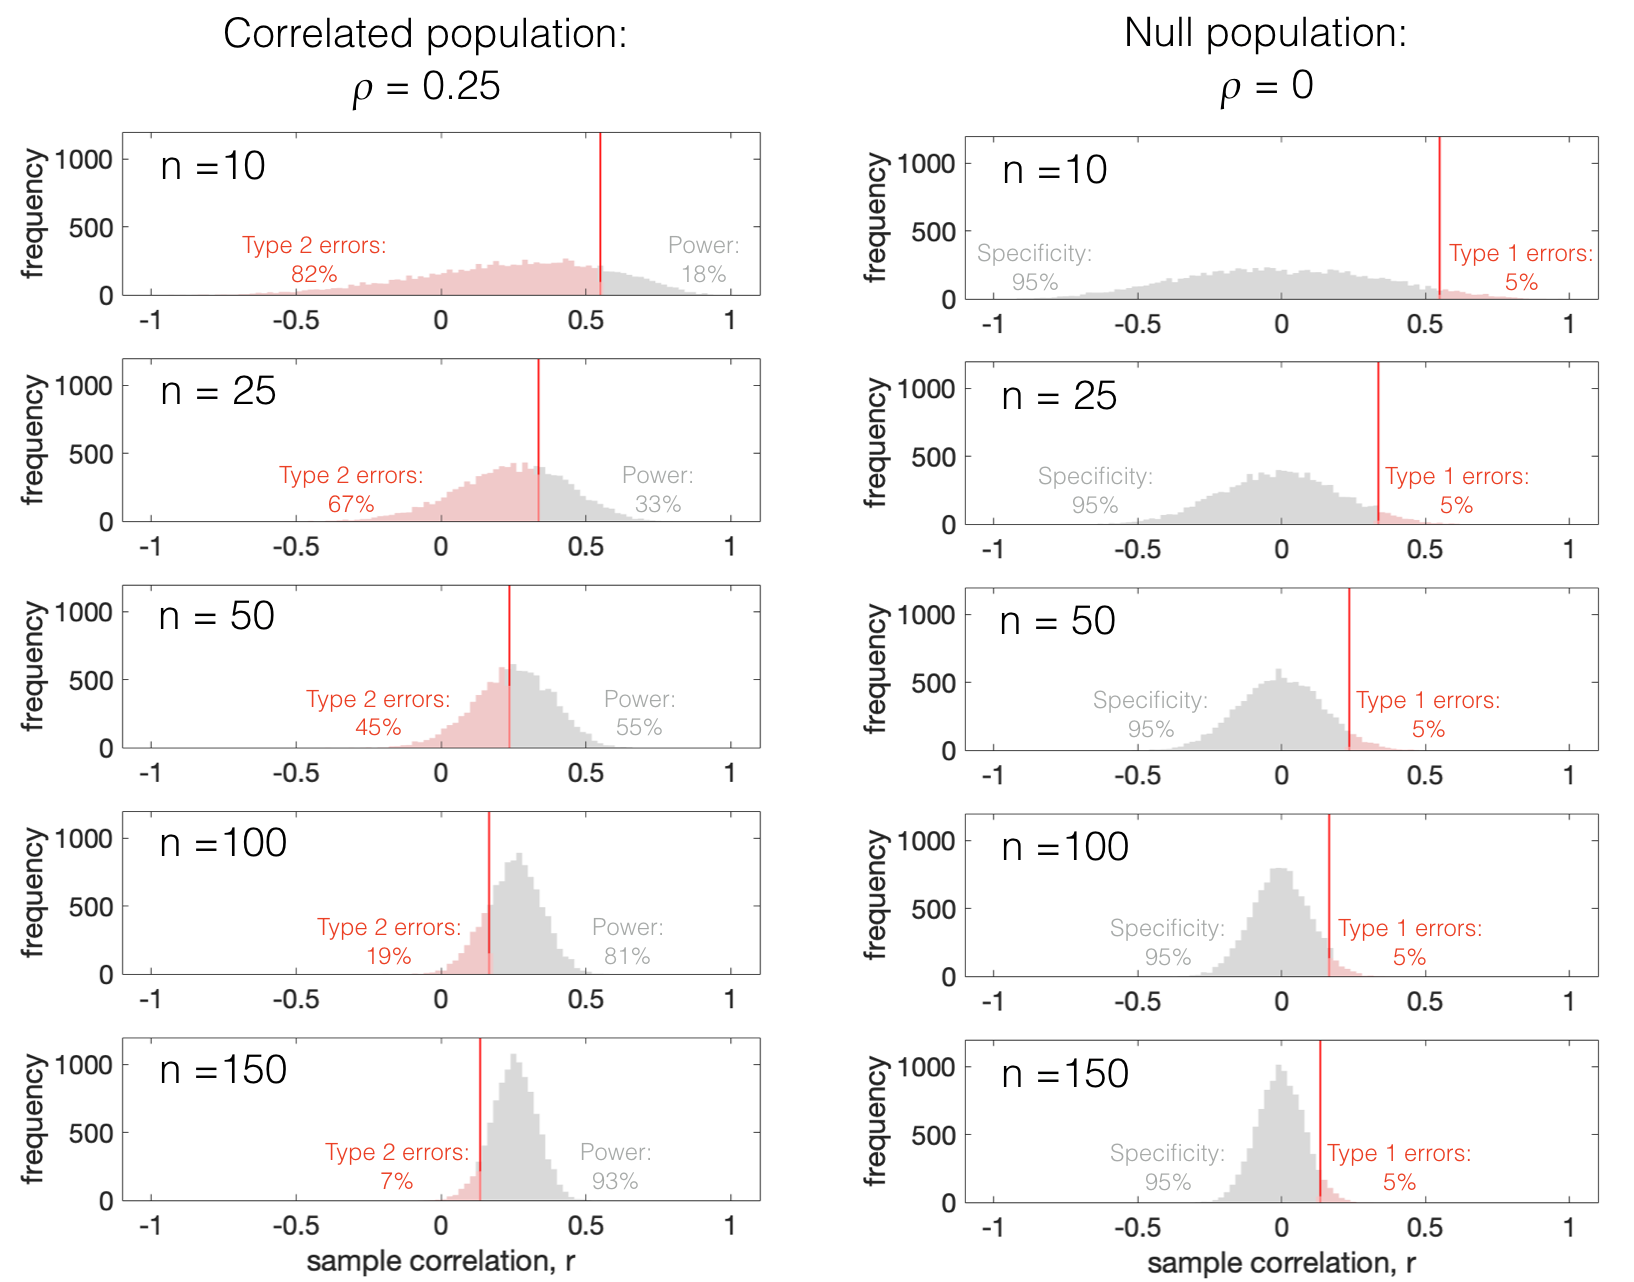 Correlated population:
ρ = 0.25
1000
500
0
frequency
n =10
Type 2 errors:
82%
Power:
18%
-1 -0.5 0 0.5 1
1000
500
0
frequency
n = 25
Type 2 errors:
67%
Power:
33%
-1 -0.5 0 0.5 1
1000
500
0
frequency
n = 50
Type 2 errors:
45%
Power:
55%
-1 -0.5 0 0.5 1
1000
500
0
frequency
n =100
Type 2 errors:
19%
Power:
81%
-1 -0.5 0 0.5 1
1000
500
0
frequency
n =150
Type 2 errors:
7%
Power:
93%
-1 -0.5 0 0.5 1
sample correlation, r
Null population:
ρ = 0
1000
500
0
frequency
n =10
Specificity:
95%
Type 1 errors:
5%
-1 -0.5 0 0.5 1
1000
500
0
frequency
n = 25
Specificity:
95%
Type 1 errors:
5%
-1 -0.5 0 0.5 1
1000
500
0
frequency
n = 50
Specificity:
95%
Type 1 errors:
5%
-1 -0.5 0 0.5 1
1000
500
0
frequency
n =100
Specificity:
95%
Type 1 errors:
5%
-1 -0.5 0 0.5 1
1000
500
0
frequency
n =150
Specificity:
95%
Type 1 errors:
5%
-1 -0.5 0 0.5 1
sample correlation, r